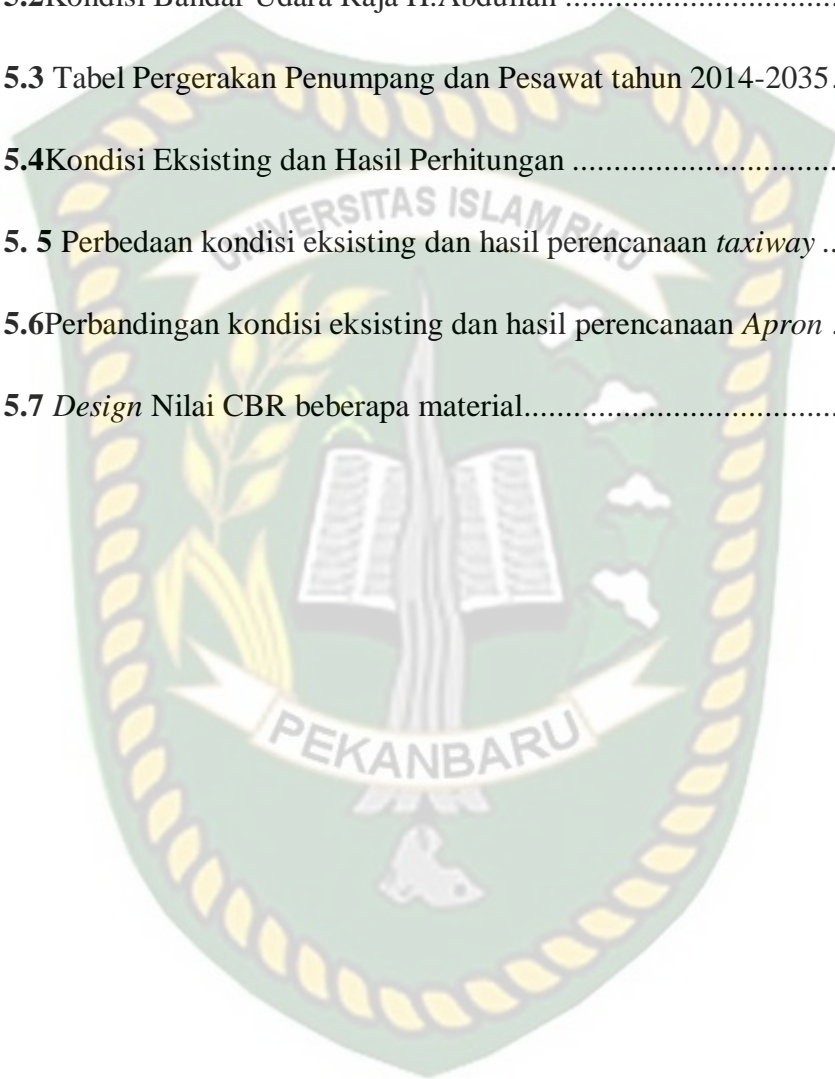 5.2Kondisi Bandar Udara Raja H.Abdullah ................................
5.3 Tabel Pergerakan Penumpang dan Pesawat tahun 2014-2035.
5.4Kondisi Eksisting dan Hasil Perhitungan ................................
5. 5 Perbedaan kondisi eksisting dan hasil perencanaan taxiway ..
5.6Perbandingan kondisi eksisting dan hasil perencanaan Apron .
5.7 Design Nilai CBR beberapa material......................................
UNIVERSITAS ISLAM RIAU
PEKANBARU